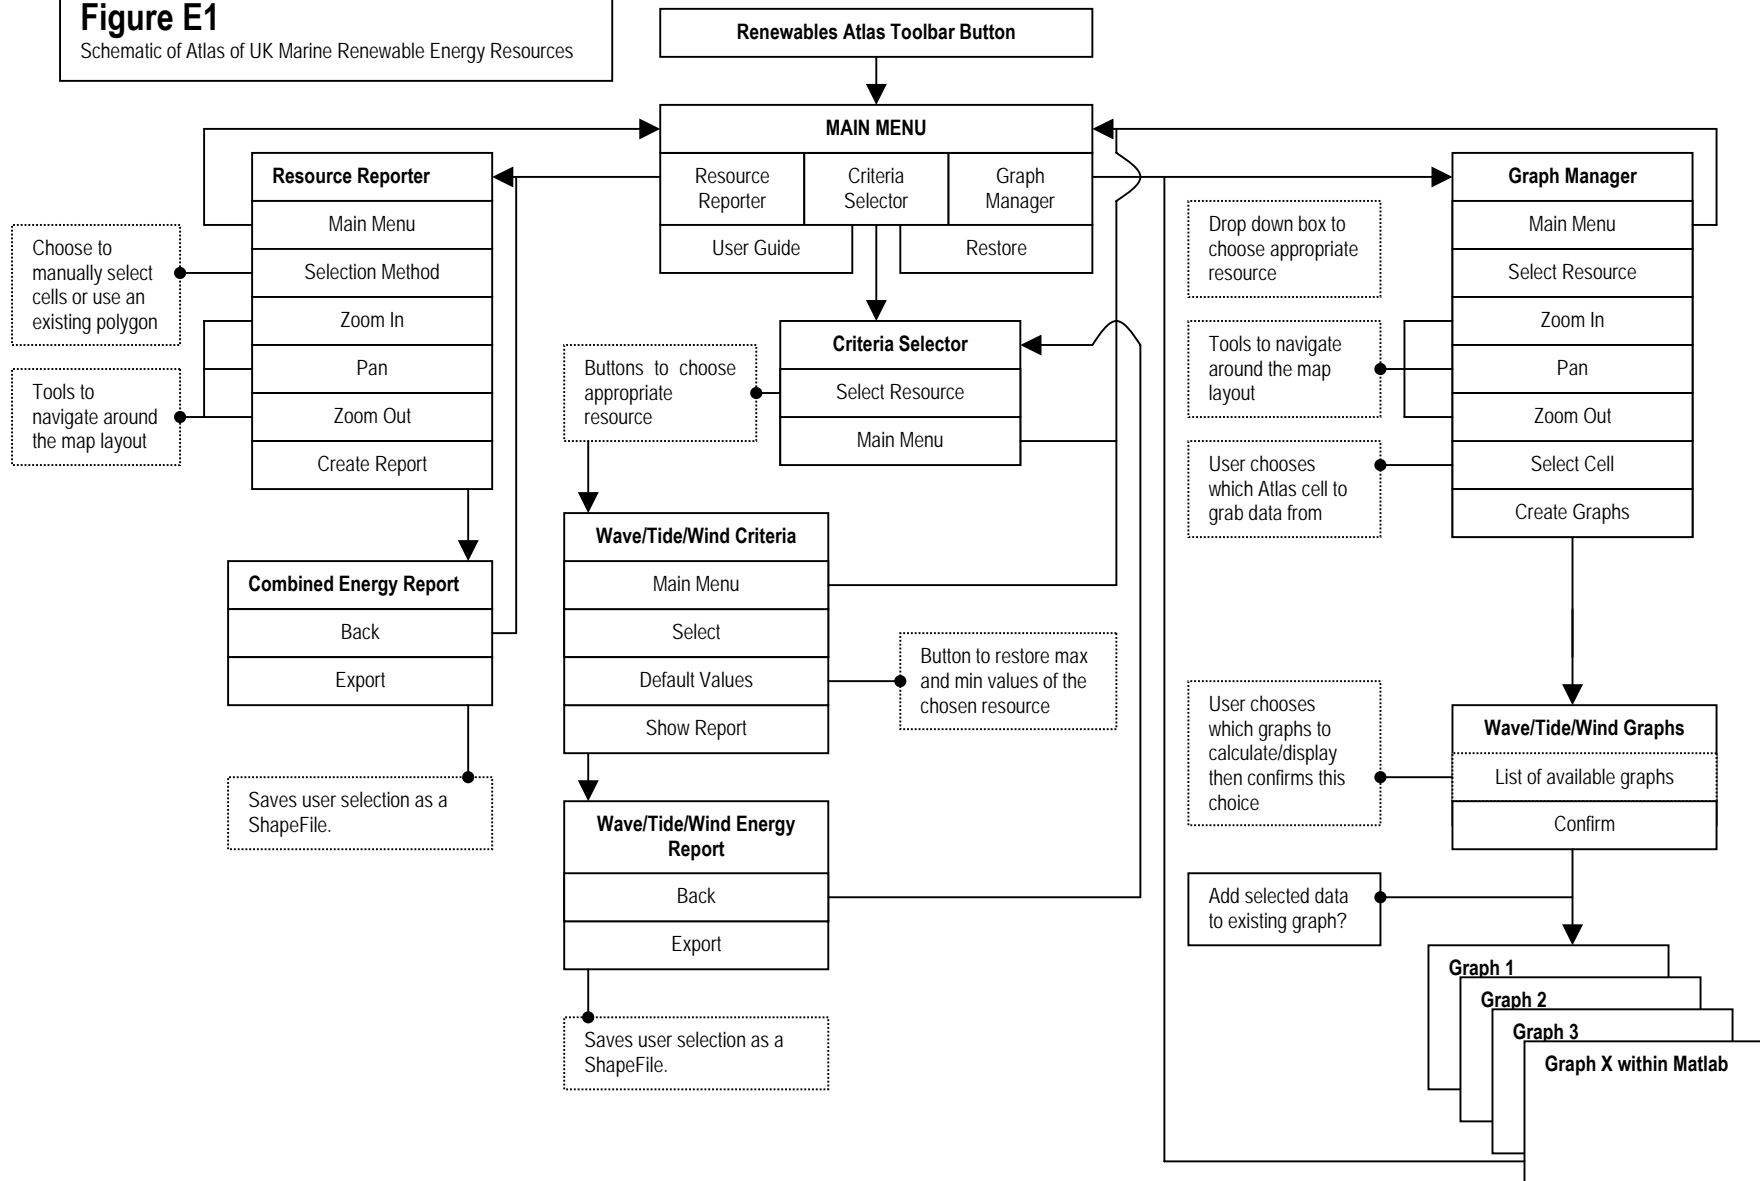 Figure E1
Schematic of Atlas of UK Marine Renewable Energy Resources
Renewables Atlas Toolbar Button
MAIN MENU
Resource
Reporter
Criteria
Selector
Graph
Manager
User Guide
Restore
Resource Reporter
Main Menu
Selection Method
Zoom In
Pan
Zoom Out
Create Report
Choose to
manually select
cells or use an
existing polygon
Tools to
navigate around
the map layout
Combined Energy Report
Back
Export
Saves user selection as a
ShapeFile.
Criteria Selector
Select Resource
Main Menu
Buttons to choose
appropriate
resource
Wave/Tide/Wind Criteria
Main Menu
Select
Default Values
Show Report
Button to restore max
and min values of the
chosen resource
Wave/Tide/Wind Energy
Report
Back
Export
Saves user selection as a
ShapeFile.
Graph Manager
Main Menu
Select Resource
Zoom In
Pan
Zoom Out
Select Cell
Create Graphs
Drop down box to
choose appropriate
resource
Tools to navigate
around the map
layout
User chooses
which Atlas cell to
grab data from
User chooses
which graphs to
calculate/display
then confirms this
choice
Wave/Tide/Wind Graphs
List of available graphs
Confirm
Add selected data
to existing graph?
Graph 1
Graph 2
Graph 3
Graph X within Matlab